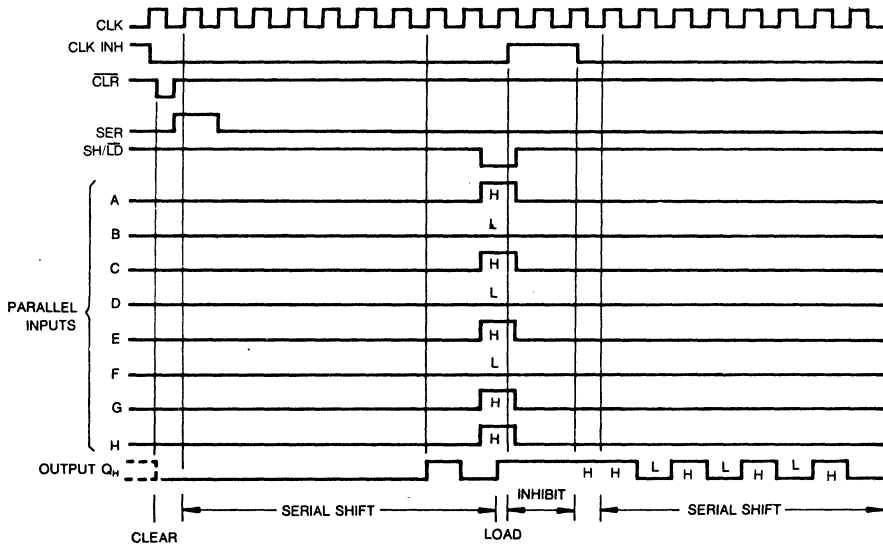 CLK
CLK INH
CLR
SER
SH/LD
A H
B L
C H
D L
PARALLEL
INPUTS
E H
F L
G H
H H
OUTPUT QH H H L H L H L H
INHIBIT
SERIAL SHIFT SERIAL SHIFT
CLEAR LOAD